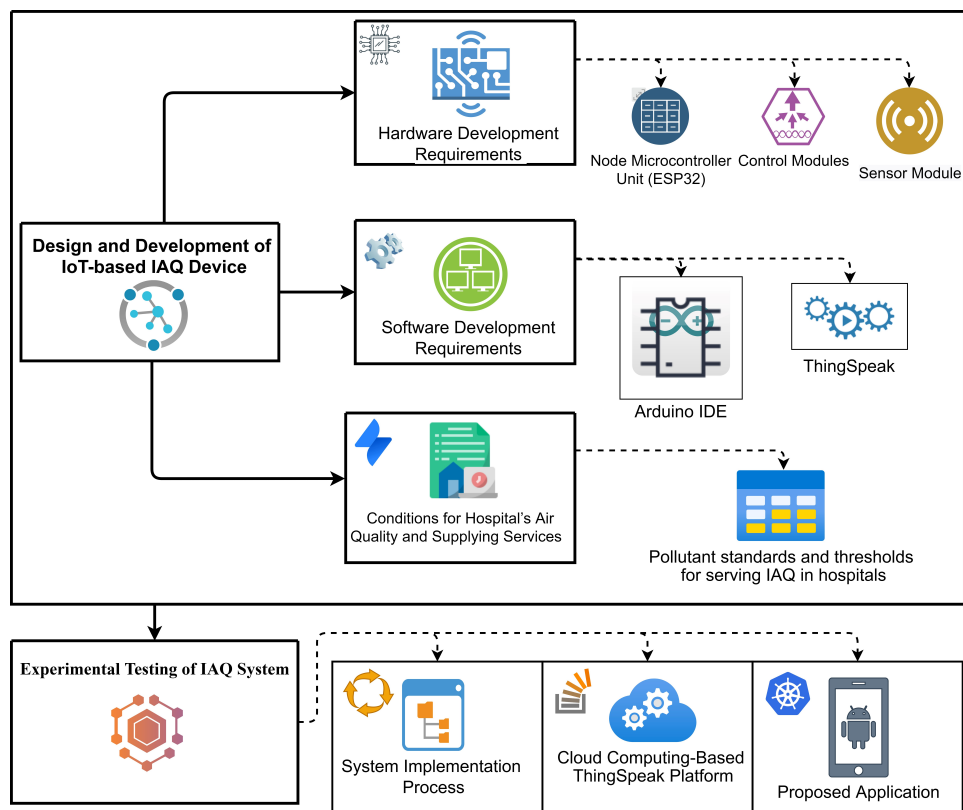 Hardware Development
Requirements
Node Microcontroller
Unit (ESP32)
Control Modules
Sensor Module
Design and Development of
IoT-based IAQ Device
Software Development
Requirements
Arduino IDE
ThingSpeak
Conditions for Hospital's Air
Quality and Supplying Services
Pollutant standards and thresholds
for serving IAQ in hospitals
Experimental Testing of IAQ System
System Implementation
Process
Cloud Computing-Based
ThingSpeak Platform
Proposed Application